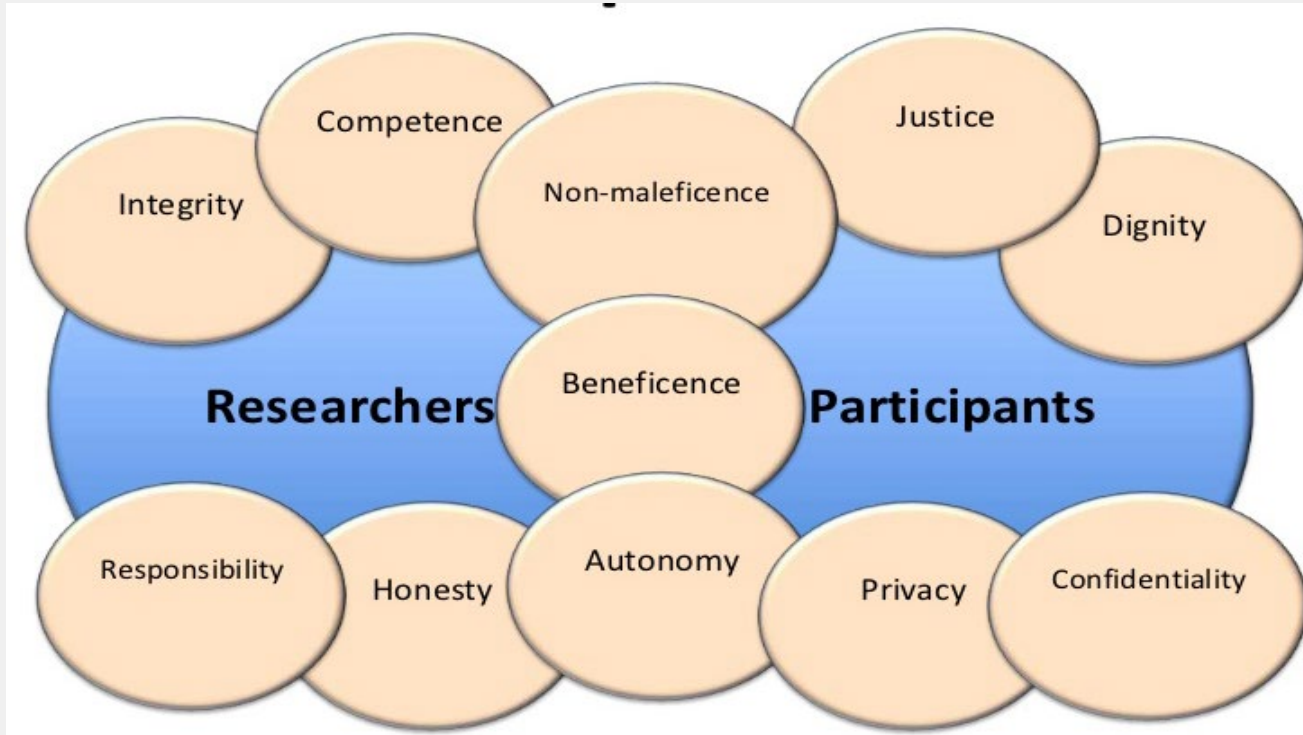 Competence
Justice
Non-maleficence
Integrity
Dignity
Beneficence
Researchers
Participants
Autonomy
Responsibility
Honesty
Privacy
Confidentiality